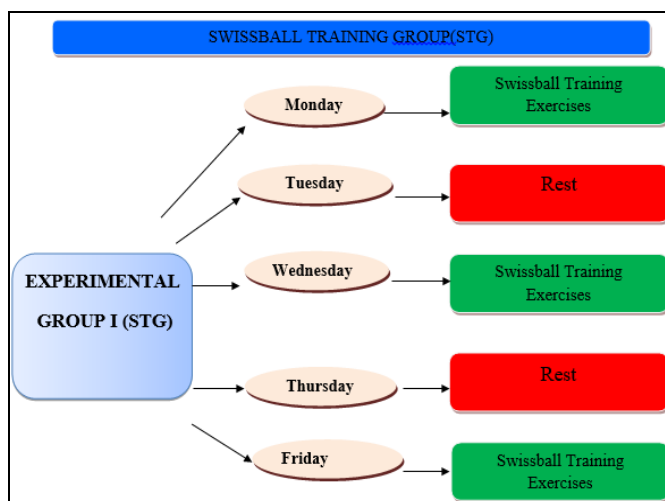 SWISSBALL TRAINING GROUP(STG)
Monday
Swissball Training
Exercises
Tuesday
Rest
EXPERIMENTAL
GROUP I (STG)
Wednesday
Swissball Training
Exercises
Thursday
Rest
Friday
Swissball Training
Exercises